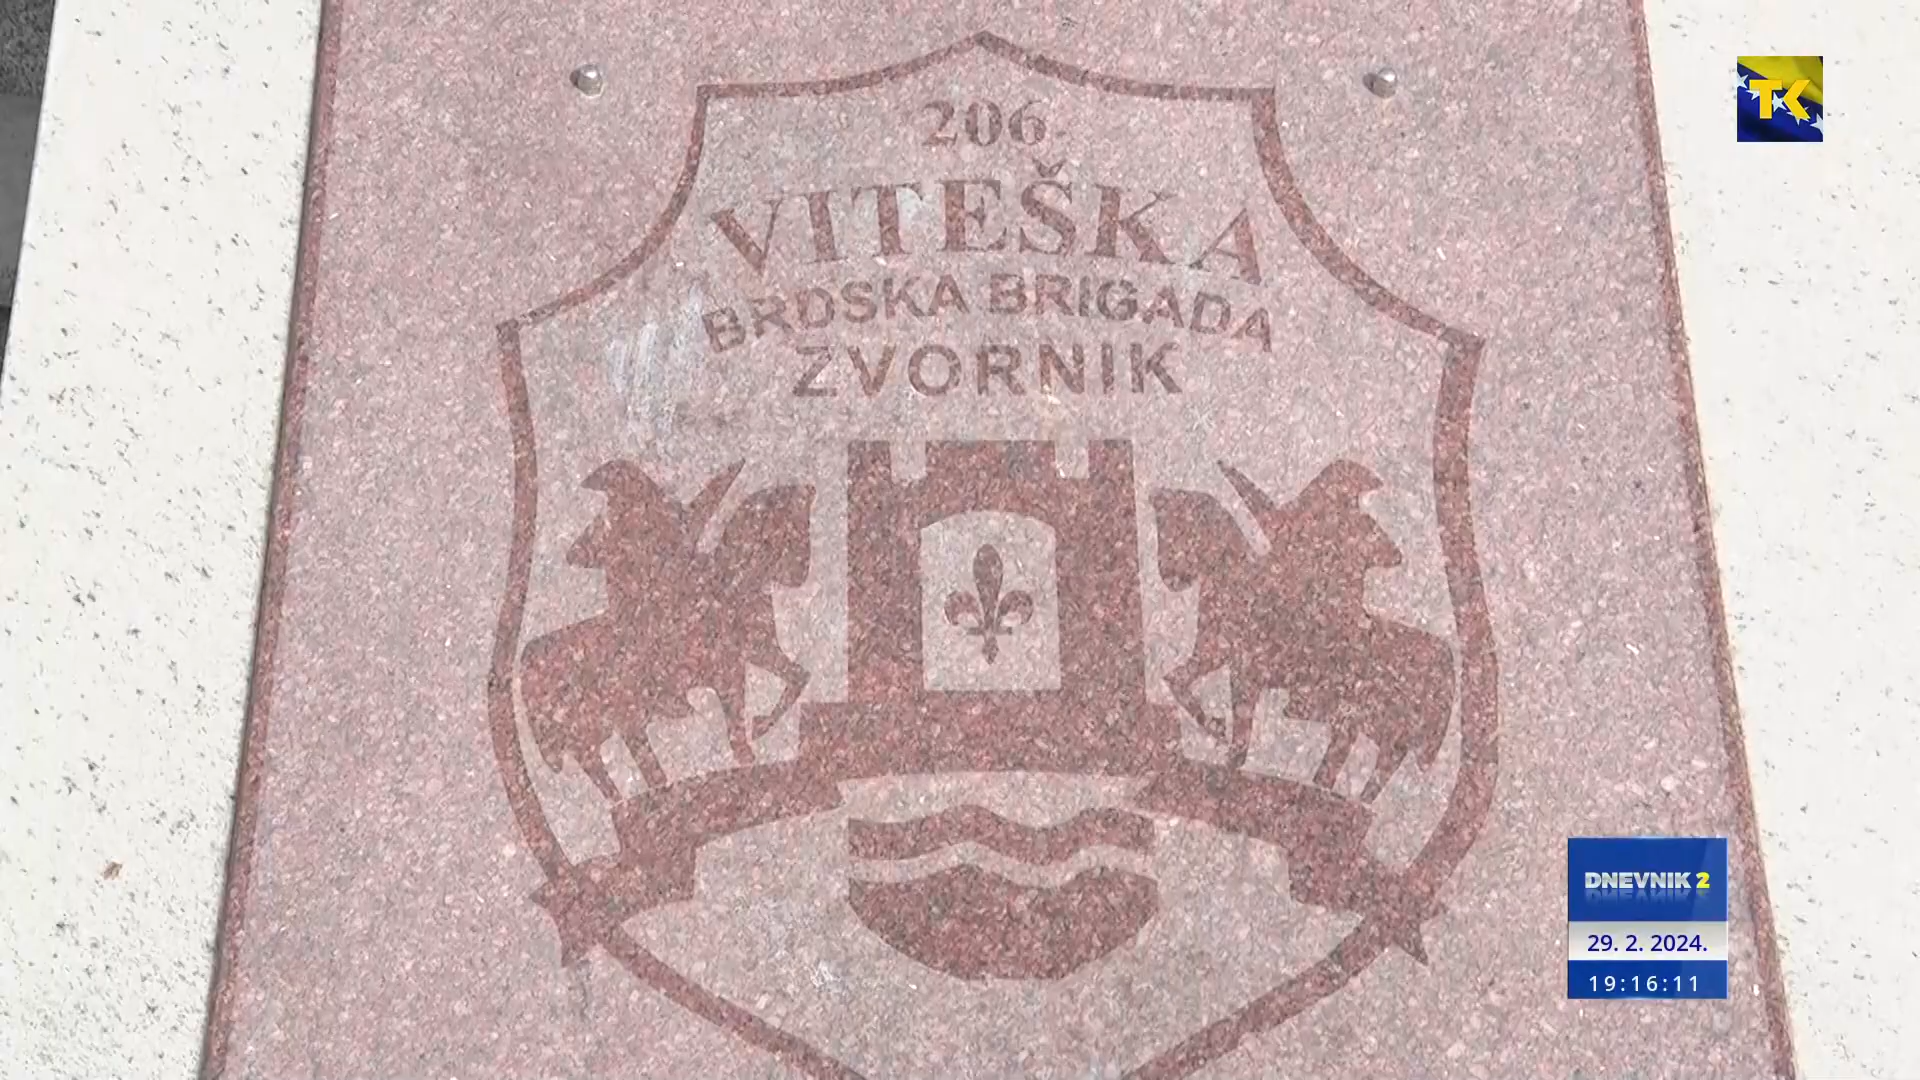 206
VITEŠKA
BRDSKA BRIGADA
ZVORNIK
TK
DNEVNIK 2
29. 2. 2024.
19:16:11